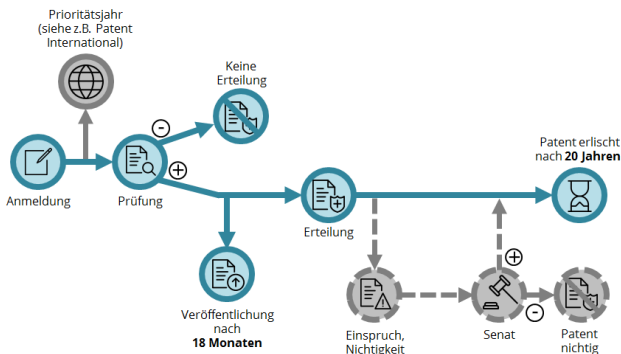 Prioritätsjahr
(siehe z.B. Patent
International)
Keine
Erteilung
-
+
Anmeldung
Prüfung
Erteilung
Patent erlischt
nach 20 Jahren
Veröffentlichung
nach
18 Monaten
+
-
Einspruch,
Nichtigkeit
Senat
Patent
nichtig